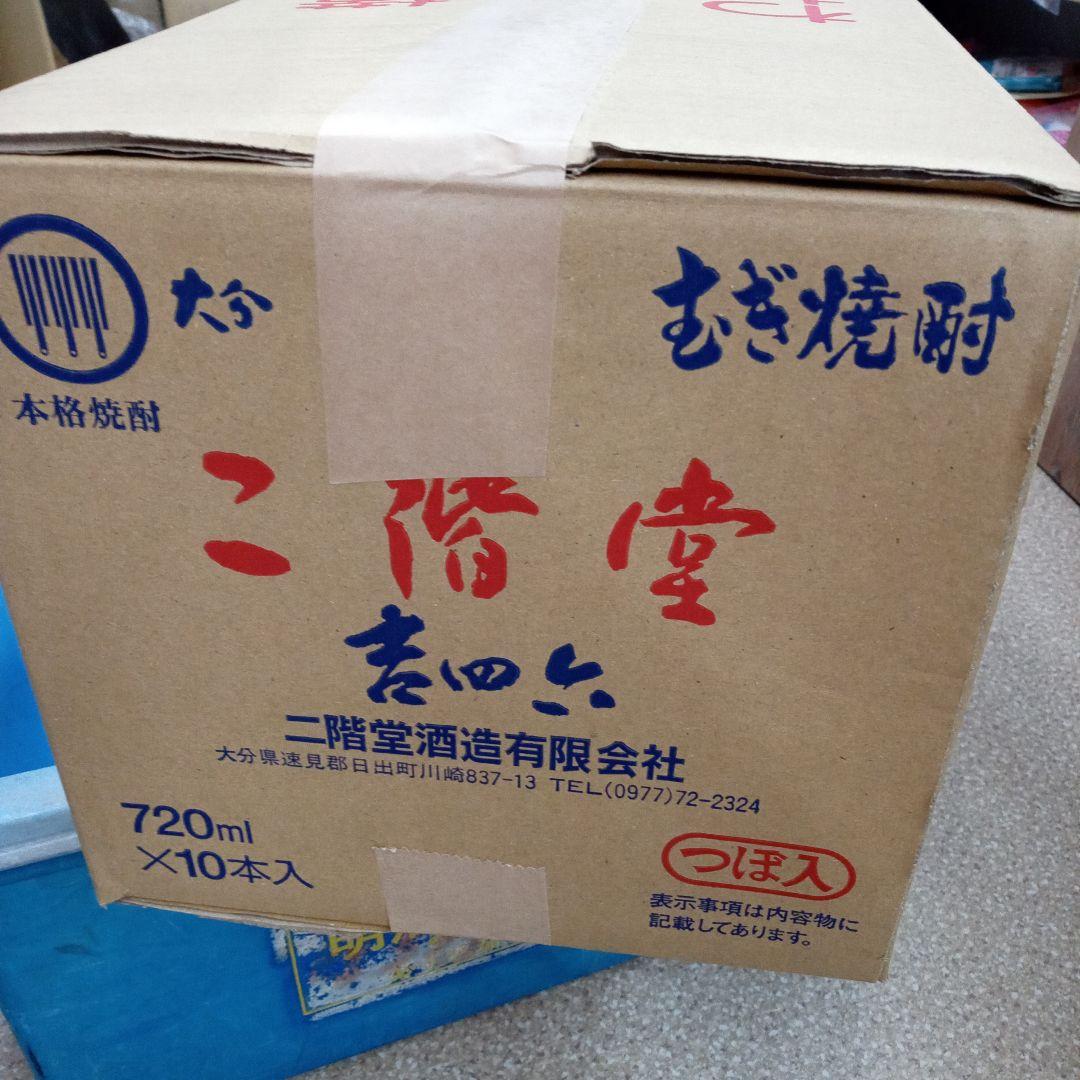 大分
むぎ焼酎
本格焼酎
二階堂
吉四六
二階堂酒造有限会社
大分県速見郡日出町川崎837-13 TEL(0977)72-2324
720ml
×10本入
つぼ入
表示事項は内容物に
記載してあります。